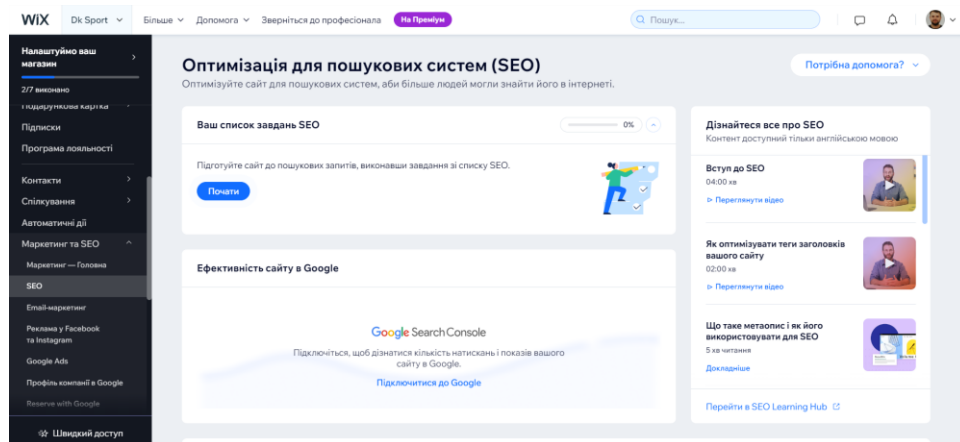 WiX Dk Sport Більше Допомога Зверніться до професіонала На Преміум Пошук...
Налаштуймо ваш магазин
2/7 виконано
Подарункова картка
Підписки
Програма лояльності
Контакти
Спілкування
Автоматичні дії
Маркетинг та SEO
Маркетинг — Головна
SEO
Email-маркетинг
Реклама у Facebook
та Instagram
Google Ads
Профіль компанії в Google
Reserve with Google
Швидкий доступ
Оптимізація для пошукових систем (SEO)
Оптимізуйте сайт для пошукових систем, аби більше людей могли знайти його в інтернеті.
Потрібна допомога?
Ваш список завдань SEO
0%
Підготуйте сайт до пошукових запитів, виконавши завдання зі списку SEO.
Почати
Ефективність сайту в Google
Google Search Console
Підключіться, щоб дізнатися кількість натискань і показів вашого
сайту в Google.
Підключитися до Google
Дізнайтеся все про SEO
Контент доступний тільки англійською мовою
Вступ до SEO
04:00 хв
Переглянути відео
Як оптимізувати теги заголовків
вашого сайту
02:00 хв
Переглянути відео
Що таке метаопис і як його
використовувати для SEO
5 хв читання
Докладніше
Перейти в SEO Learning Hub